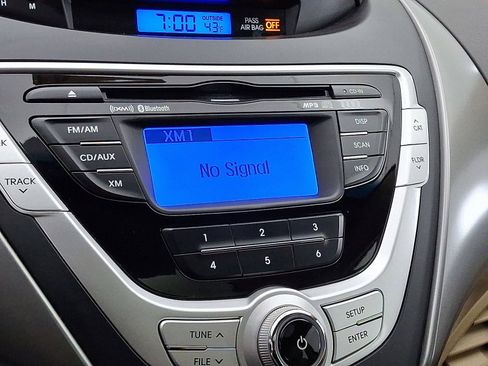 H M
7:00
OUTSIDE
43°F
PASS
AIR BAG OFF
CD-IN
XM Bluetooth
MP3
FM/AM
CD/AUX
XM
TRACK
XM1
No Signal
DISP
SCAN
INFO
CAT
FLDR
1 2 3
4 5 6
TUNE
FILE
SETUP
ENTER